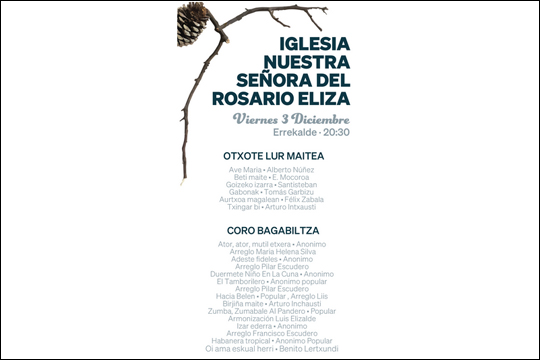 IGLESIA
NUESTRA
SEÑORA DEL
ROSARIO ELIZA
Viernes 3 Diciembre
Errekalde · 20:30
OTXOTE LUR MAITEA
Ave Maria • Alberto Núñez
Beti maite • E. Mocoroa
Goizeko izarra • Santisteban
Gabonak • Tomás Garbizu
Aurtxoa magalean • Félix Zabala
Txingar bi • Arturo Intxausti
CORO BAGABILTZA
Ator, ator, mutil etxera • Anonimo
Arreglo Maria Helena Silva
Adeste fideles • Anonimo
Arreglo Pilar Escudero
Duermete Niño En La Cuna • Anonimo
El Tamborilero • Anonimo popular
Arreglo Pilar Escudero
Hacia Belen • Popular , Arreglo Liis
Birjiña maite • Arturo Inchausti
Zumba, Zumabale Al Pandero • Popular
Armonización Luis Elizalde
Izar ederra • Anonimo
Arreglo Francisco Escudero
Habanera tropical • Anonimo Popular
Oi ama eskual herri • Benito Lertxundi